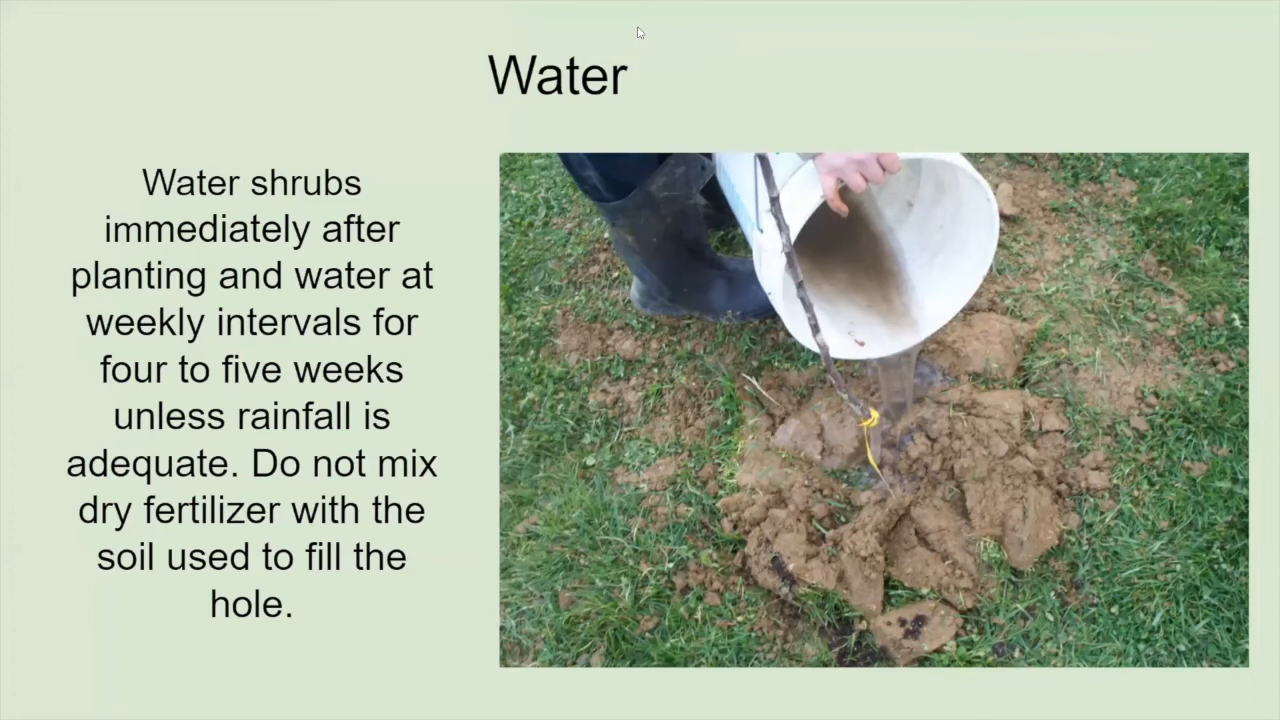 Water
Water shrubs
immediately after
planting and water at
weekly intervals for
four to five weeks
unless rainfall is
adequate. Do not mix
dry fertilizer with the
soil used to fill the
hole.